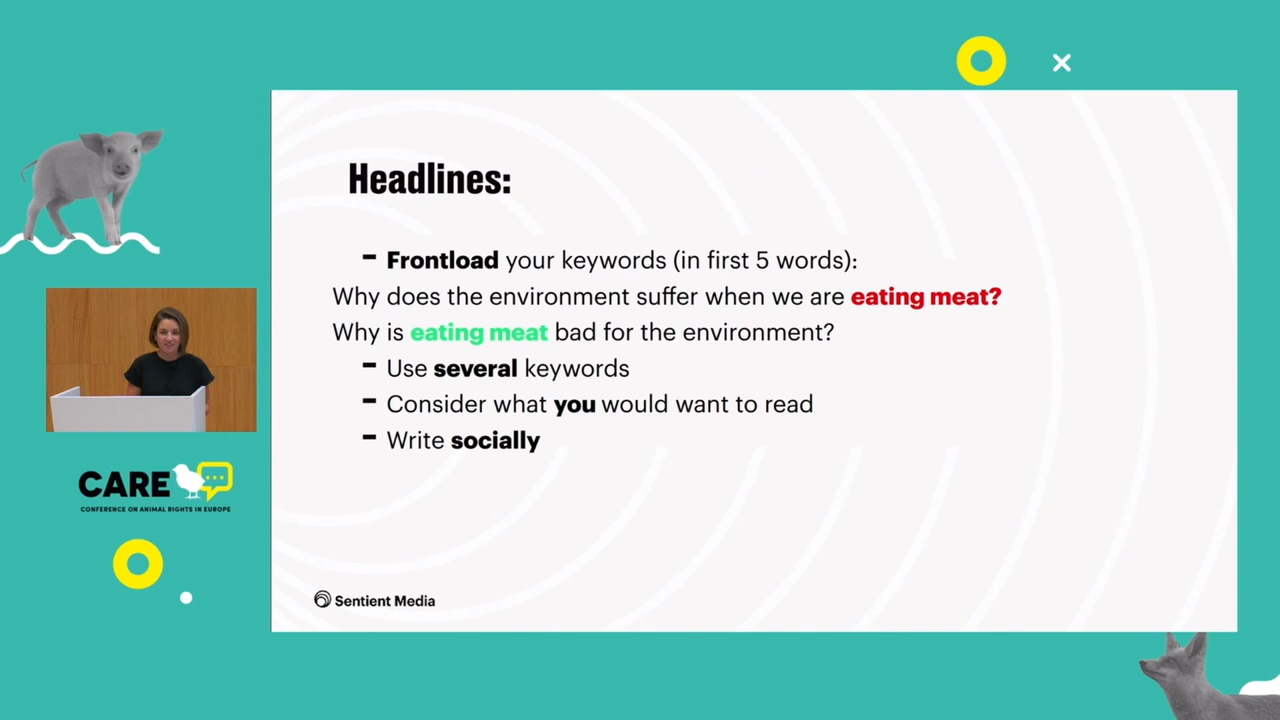 Headlines:
- Frontload your keywords (in first 5 words):
Why does the environment suffer when we are eating meat?
Why is eating meat bad for the environment?
- Use several keywords
- Consider what you would want to read
- Write socially
CARE
CONFERENCE ON ANIMAL RIGHTS IN EUROPE
Sentient Media